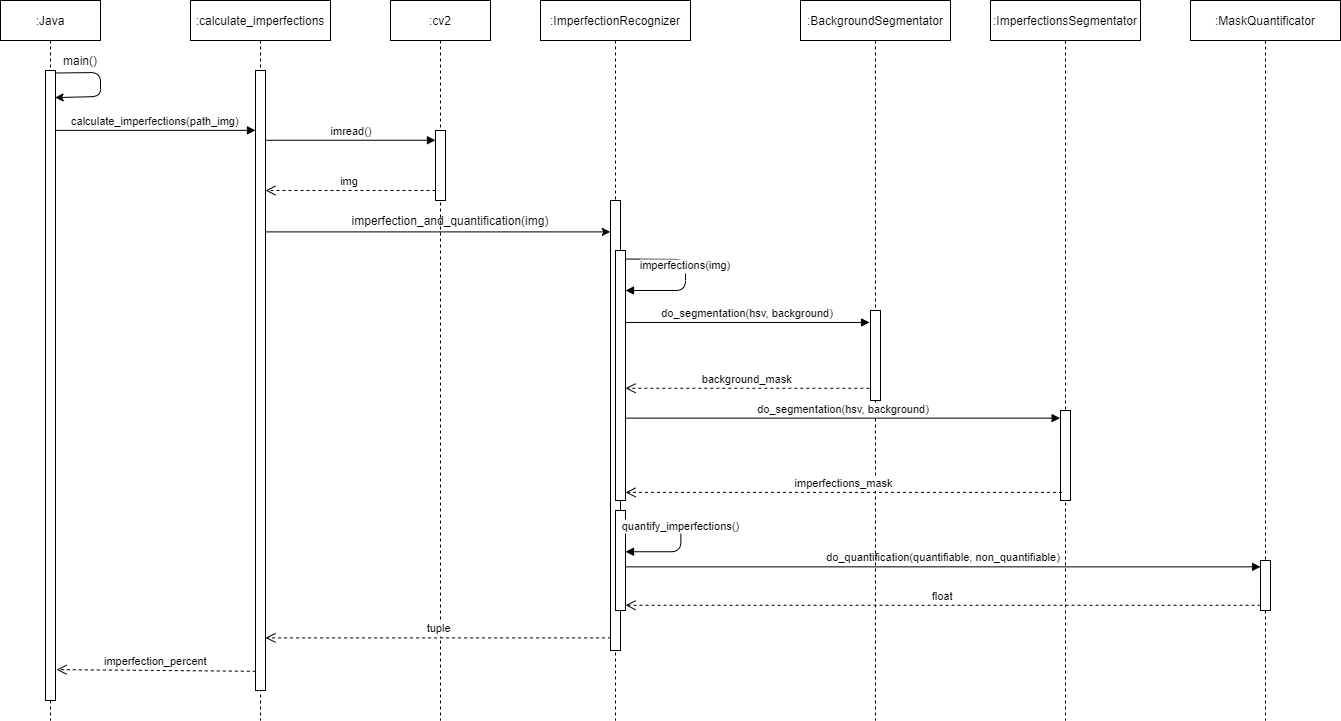 :Java
:calculate_imperfections
:cv2
:ImperfectionRecognizer
:BackgroundSegmentator
:ImperfectionsSegmentator
:MaskQuantificator
main()
calculate_imperfections(path_img)
imread()
img
imperfection_and_quantification(img)
imperfections(img)
do_segmentation(hsv, background)
background_mask
do_segmentation(hsv, background)
imperfections_mask
quantify_imperfections()
do_quantification(quantifiable, non_quantifiable)
float
tuple
imperfection_percent